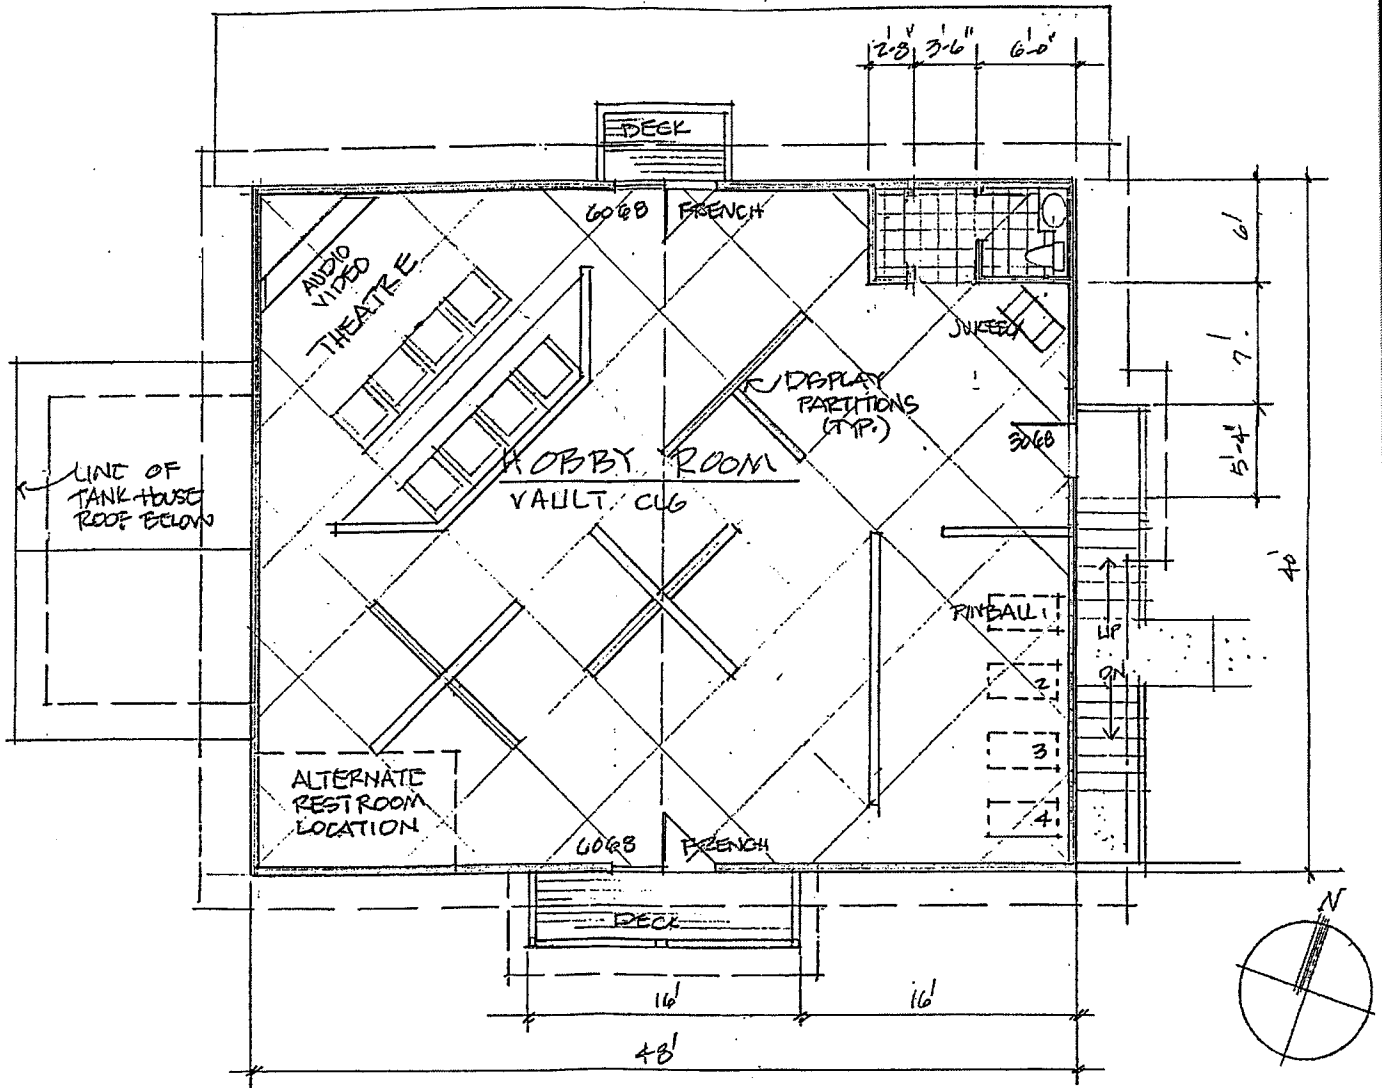 2'-8" 3'-6" 6'-0"
DECK
6068 FRENCH
6'
AUDIO
VIDEO
THEATRE
JUKEBOX
7'
DISPLAY
PARTITIONS
(TYP.)
3068
5'-4"
HOBBY ROOM
VAULT CLG
LINE OF
TANK HOUSE
ROOF BELOW
40'
PINBALL 1
UP
2
DN
3
4
ALTERNATE
RESTROOM
LOCATION
6068 FRENCH
DECK
N
16' 16'
48'